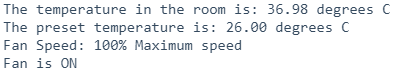 The temperature in the room is: 36.98 degrees C
The preset temperature is: 26.00 degrees C
Fan Speed: 100% Maximum speed
Fan is ON